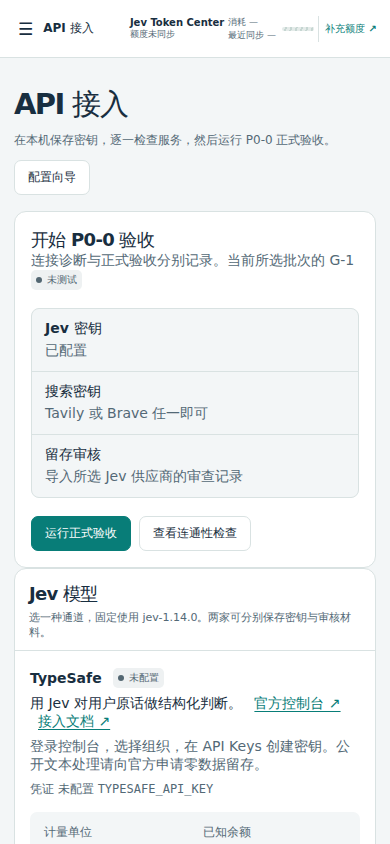 ☰ API 接入
Jev Token Center 消耗 —
额度未同步 最近同步 —
补充额度 ↗
API 接入
在本机保存密钥，逐一检查服务，然后运行 P0-0 正式验收。
配置向导
开始 P0-0 验收
连接诊断与正式验收分别记录。当前所选批次的 G-1
未测试
Jev 密钥
已配置
搜索密钥
Tavily 或 Brave 任一即可
留存审核
导入所选 Jev 供应商的审查记录
运行正式验收 查看连通性检查
Jev 模型
选一种通道，固定使用 jev-1.14.0。两家可分别保存密钥与审核材
料。
TypeSafe 未配置
用 Jev 对用户原话做结构化判断。 官方控制台 ↗
接入文档 ↗
登录控制台，选择组织，在 API Keys 创建密钥。公
开文本处理请向官方申请零数据留存。
凭证 未配置 TYPESAFE_API_KEY
计量单位 已知余额